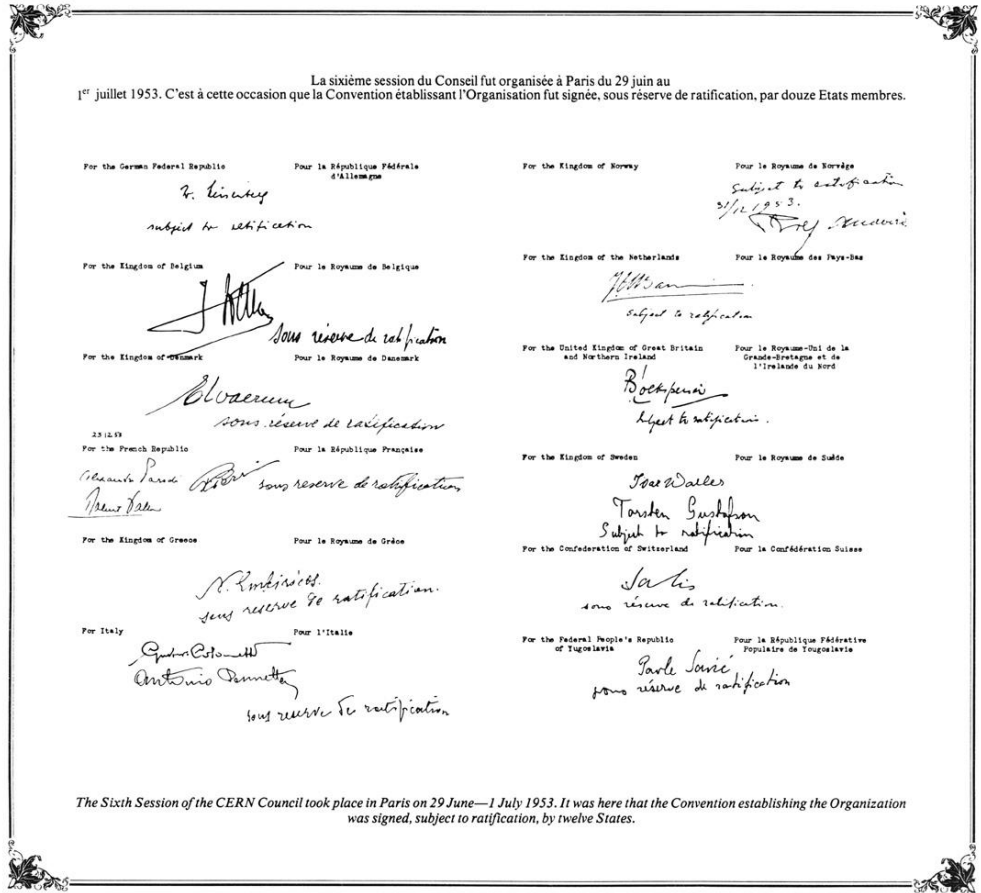 La sixième session du Conseil fut organisée à Paris du 29 juin au
1er juillet 1953. C'est à cette occasion que la Convention établissant l'Organisation fut signée, sous réserve de ratification, par douze Etats membres.
For the German Federal Republic
Pour la République Fédérale
d'Allemagne
subject to ratification
For the Kingdom of Belgium
Pour le Royaume de Belgique
sous réserve de ratification
For the Kingdom of Denmark
Pour le Royaume de Danemark
sous réserve de ratification
23 12 53
For the French Republic
Pour la République Française
sous reserve de ratification
For the Kingdom of Greece
Pour le Royaume de Grèce
sous reserve de ratification.
For Italy
Pour l'Italie
Antonio Pennetta
sous reserve de ratification
For the Kingdom of Norway
Pour le Royaume de Norvège
Subject to ratification
31/12 1953.
For the Kingdom of the Netherlands
Pour le Royaume des Pays-Bas
subject to ratification
For the United Kingdom of Great Britain
and Northern Ireland
Pour le Royaume-Uni de la
Grande-Bretagne et de
l'Irelande du Nord
subject to ratification.
For the Kingdom of Sweden
Pour le Royaume de Suède
Ivar Waller
Torsten Gustafson
Subject to ratification
For the Confederation of Switzerland
Pour la Confédération Suisse
Salis
sous réserve de ratification.
For the Federal People's Republic
of Yugoslavia
Pour la République Fédérative
Populaire de Yougoslavie
Pavle Savić
sous réserve de ratification
The Sixth Session of the CERN Council took place in Paris on 29 June—1 July 1953. It was here that the Convention establishing the Organization
was signed, subject to ratification, by twelve States.